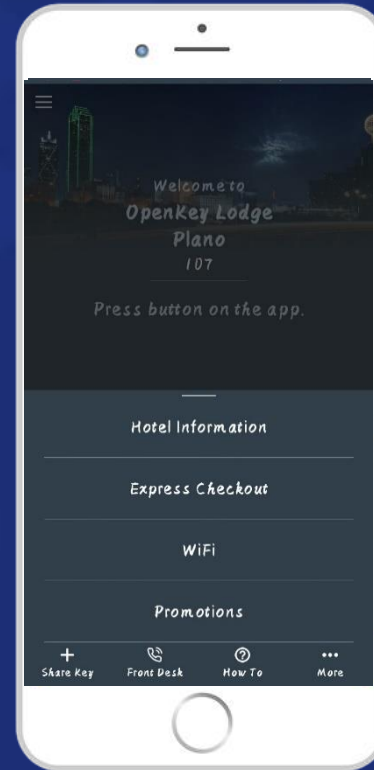 Welcome to
OpenKey Lodge
Plano
107
Press button on the app.
Hotel Information
Express Checkout
WiFi
Promotions
Share Key
Front Desk
How To
More